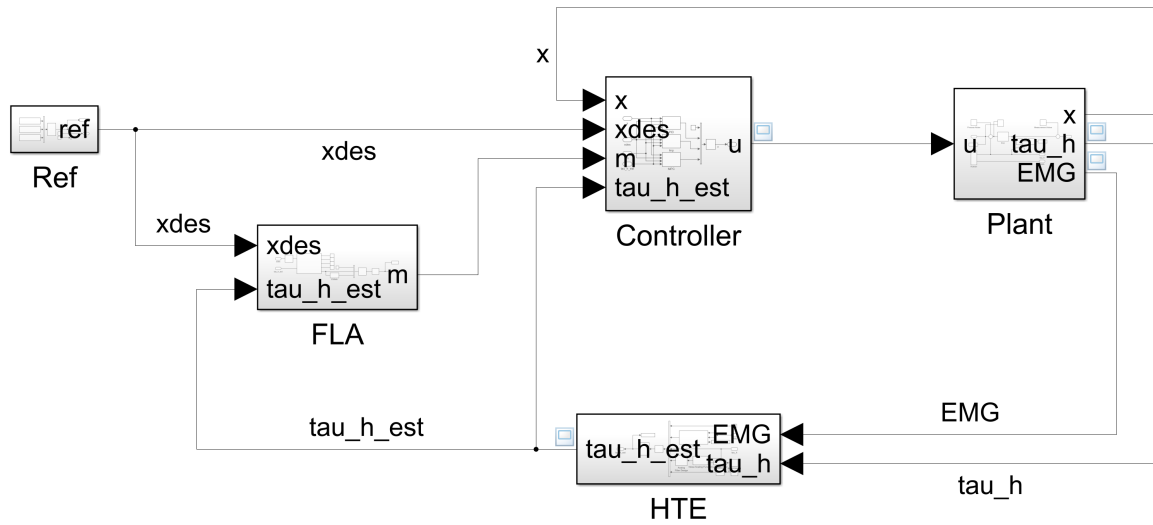 x
x
x
ref
xdes
m
u
u
tau_h
EMG
xdes
tau_h_est
Ref
Controller
Plant
xdes
xdes
m
tau_h_est
FLA
EMG
tau_h_est
EMG
tau_h
tau_h_est
tau_h
HTE